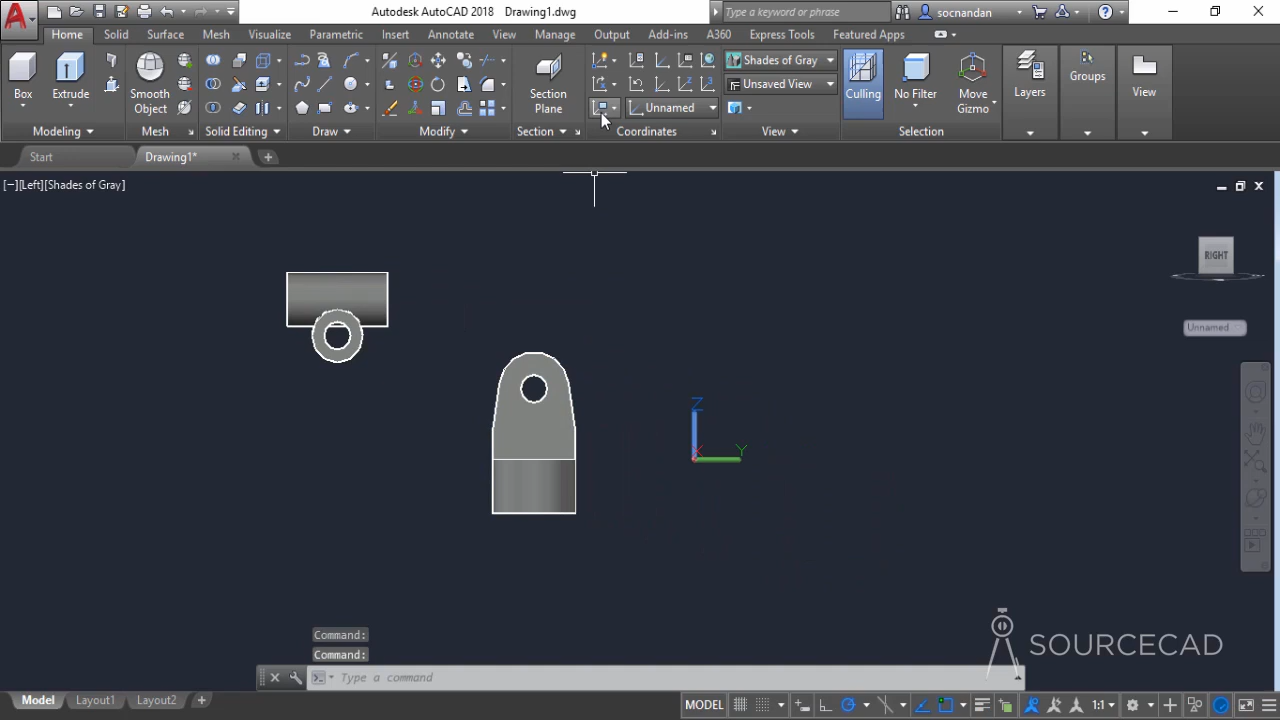 Autodesk AutoCAD 2018 Drawing1.dwg
Type a keyword or phrase
socnandan
Home Solid Surface Mesh Visualize Parametric Insert Annotate View Manage Output Add-ins A360 Express Tools Featured Apps
Box
Extrude
Smooth
Object
Section
Plane
Shades of Gray
Unsaved View
Unnamed
Culling
No Filter
Move
Gizmo
Layers
Groups
View
Modeling
Mesh
Solid Editing
Draw
Modify
Section
Coordinates
View
Selection
Start
Drawing1*
[−][Left][Shades of Gray]
RIGHT
Unnamed
Z
X
Y
Command:
Command:
Type a command
SOURCECAD
Model
Layout1
Layout2
MODEL
1:1